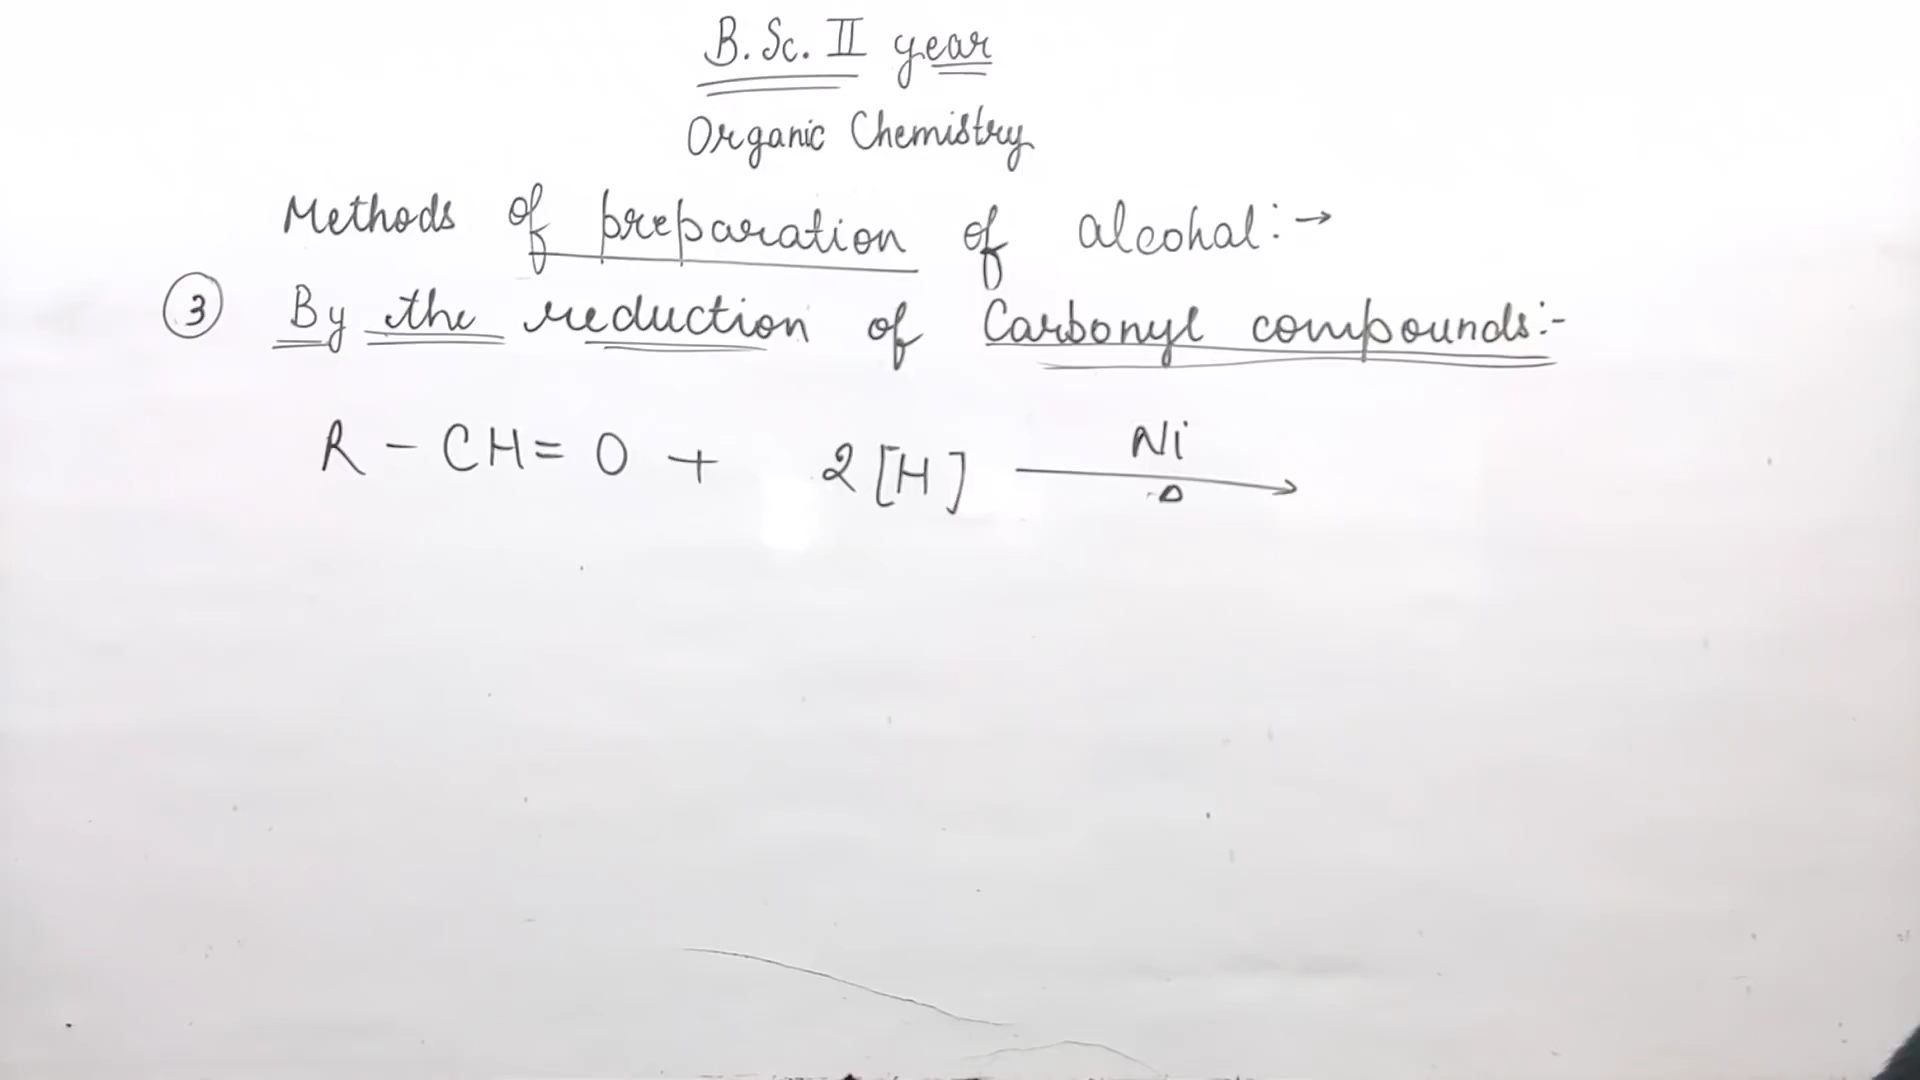 B.Sc. II year
Organic Chemistry
Methods of preparation of alcohal:→
③ By the reduction of Carbonyl compounds:-
R - CH = O + 2[H] Ni Δ →